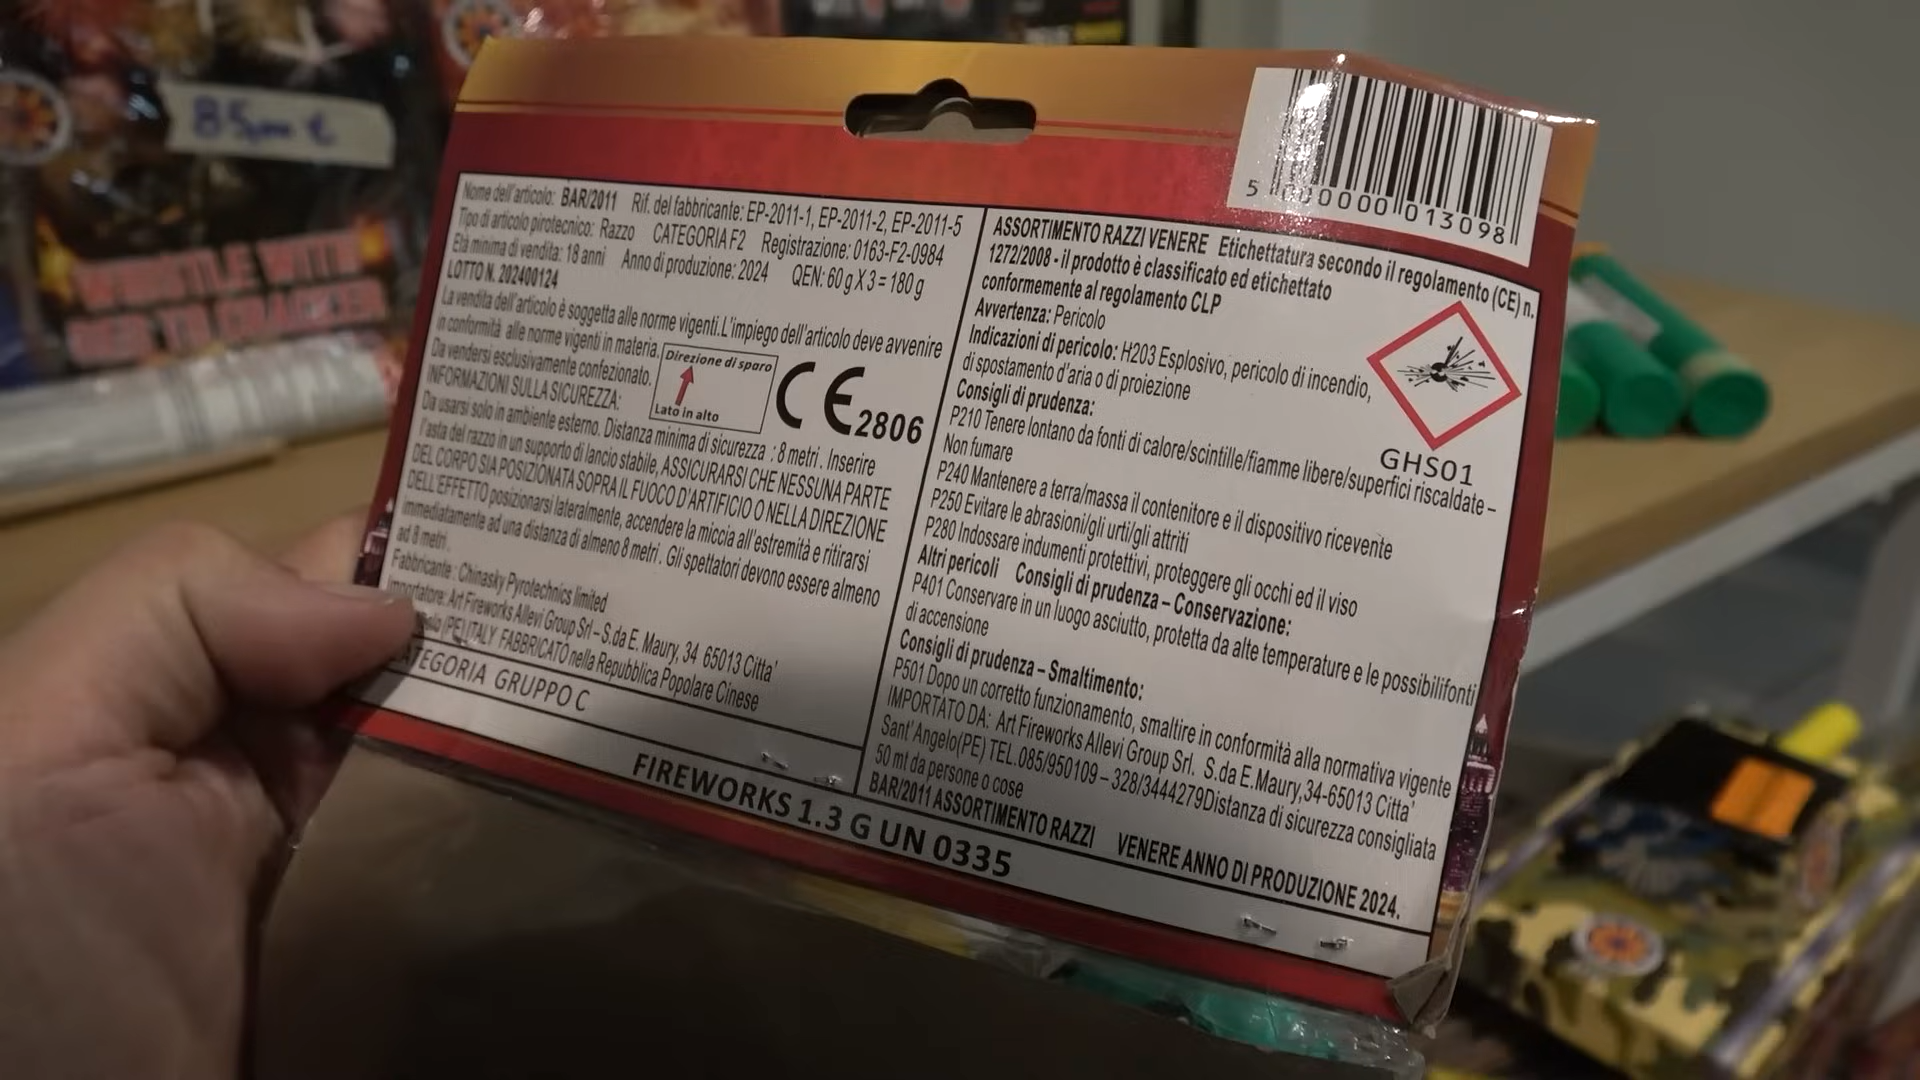 85,00 €
WHISTLE WITH
RED TO CRACKER
5 000000 013098
Nome dell'articolo: BAR/2011 Rif. del fabbricante: EP-2011-1, EP-2011-2, EP-2011-5
Tipo di articolo pirotecnico: Razzo CATEGORIA F2 Registrazione: 0163-F2-0984
Età minima di vendita: 18 anni Anno di produzione: 2024 QEN: 60 g X 3 = 180 g
LOTTO N. 202400124
La vendita dell'articolo è soggetta alle norme vigenti. L'impiego dell'articolo deve avvenire
in conformità alle norme vigenti in materia.
Da vendersi esclusivamente confezionato.
INFORMAZIONI SULLA SICUREZZA:
Direzione di sparo
Lato in alto
CE 2806
Da usarsi solo in ambiente esterno. Distanza minima di sicurezza : 8 metri . Inserire
l'asta del razzo in un supporto di lancio stabile, ASSICURARSI CHE NESSUNA PARTE
DEL CORPO SIA POSIZIONATA SOPRA IL FUOCO D'ARTIFICIO O NELLA DIREZIONE
DELL'EFFETTO posizionarsi lateralmente, accendere la miccia all'estremità e ritirarsi
immediatamente ad una distanza di almeno 8 metri . Gli spettatori devono essere almeno
ad 8 metri .
Fabbricante : Chinasky Pyrotechnics limited
Importatore: Art Fireworks Allevi Group Srl – S.da E. Maury, 34 65013 Citta'
(PE) ITALY FABBRICATO nella Repubblica Popolare Cinese
CATEGORIA GRUPPO C
ASSORTIMENTO RAZZI VENERE Etichettatura secondo il regolamento (CE) n.
1272/2008 - il prodotto è classificato ed etichettato
conformemente al regolamento CLP
Avvertenza: Pericolo
Indicazioni di pericolo: H203 Esplosivo, pericolo di incendio,
di spostamento d'aria o di proiezione
GHS01
Consigli di prudenza:
P210 Tenere lontano da fonti di calore/scintille/fiamme libere/superfici riscaldate –
Non fumare
P240 Mantenere a terra/massa il contenitore e il dispositivo ricevente
P250 Evitare le abrasioni/gli urti/gli attriti
P280 Indossare indumenti protettivi, proteggere gli occhi ed il viso
Altri pericoli Consigli di prudenza – Conservazione:
P401 Conservare in un luogo asciutto, protetta da alte temperature e le possibilifonti
di accensione
Consigli di prudenza – Smaltimento:
P501 Dopo un corretto funzionamento, smaltire in conformità alla normativa vigente
IMPORTATO DA: Art Fireworks Allevi Group Srl. S.da E.Maury,34-65013 Citta'
Sant' Angelo(PE) TEL.085/950109 – 328/3444279Distanza di sicurezza consigliata
50 mt da persone o cose
BAR/2011 ASSORTIMENTO RAZZI VENERE ANNO DI PRODUZIONE 2024.
FIREWORKS 1.3 G UN 0335